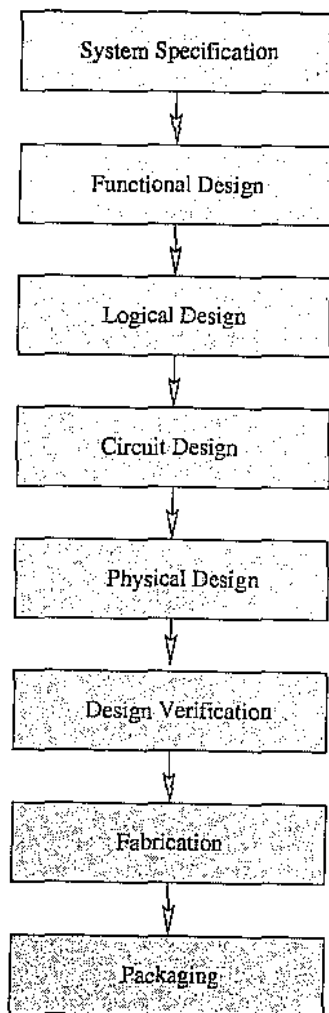 System Specification
Functional Design
Logical Design
Circuit Design
Physical Design
Design Verification
Fabrication
Packaging